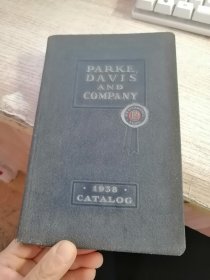 PARKE,
DAVIS
AND
COMPANY
· 1938 ·
CATALOG